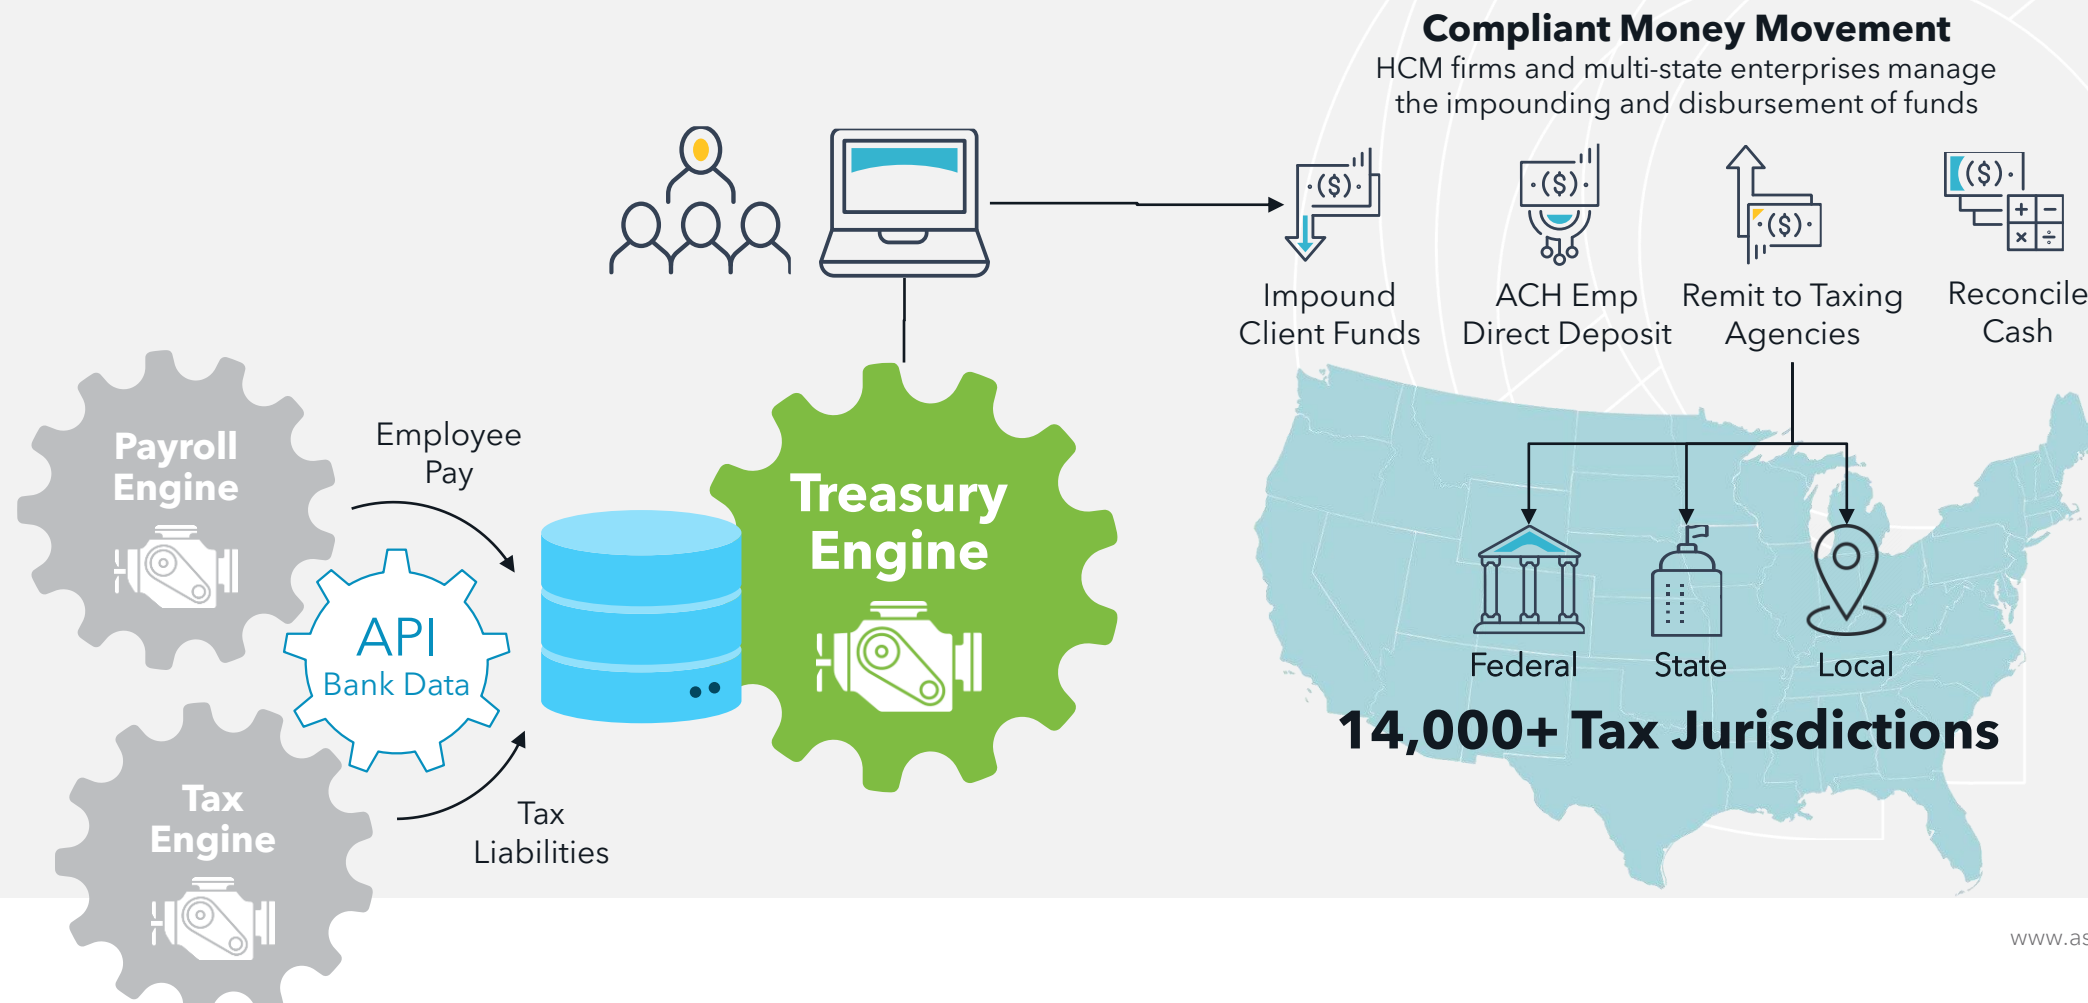 Compliant Money Movement
HCM firms and multi-state enterprises manage
the impounding and disbursement of funds
Impound
Client Funds
ACH Emp
Direct Deposit
Remit to Taxing
Agencies
Reconcile
Cash
Payroll
Engine
Employee
Pay
API
Bank Data
Treasury
Engine
Tax
Engine
Tax
Liabilities
Federal
State
Local
14,000+ Tax Jurisdictions
www.as